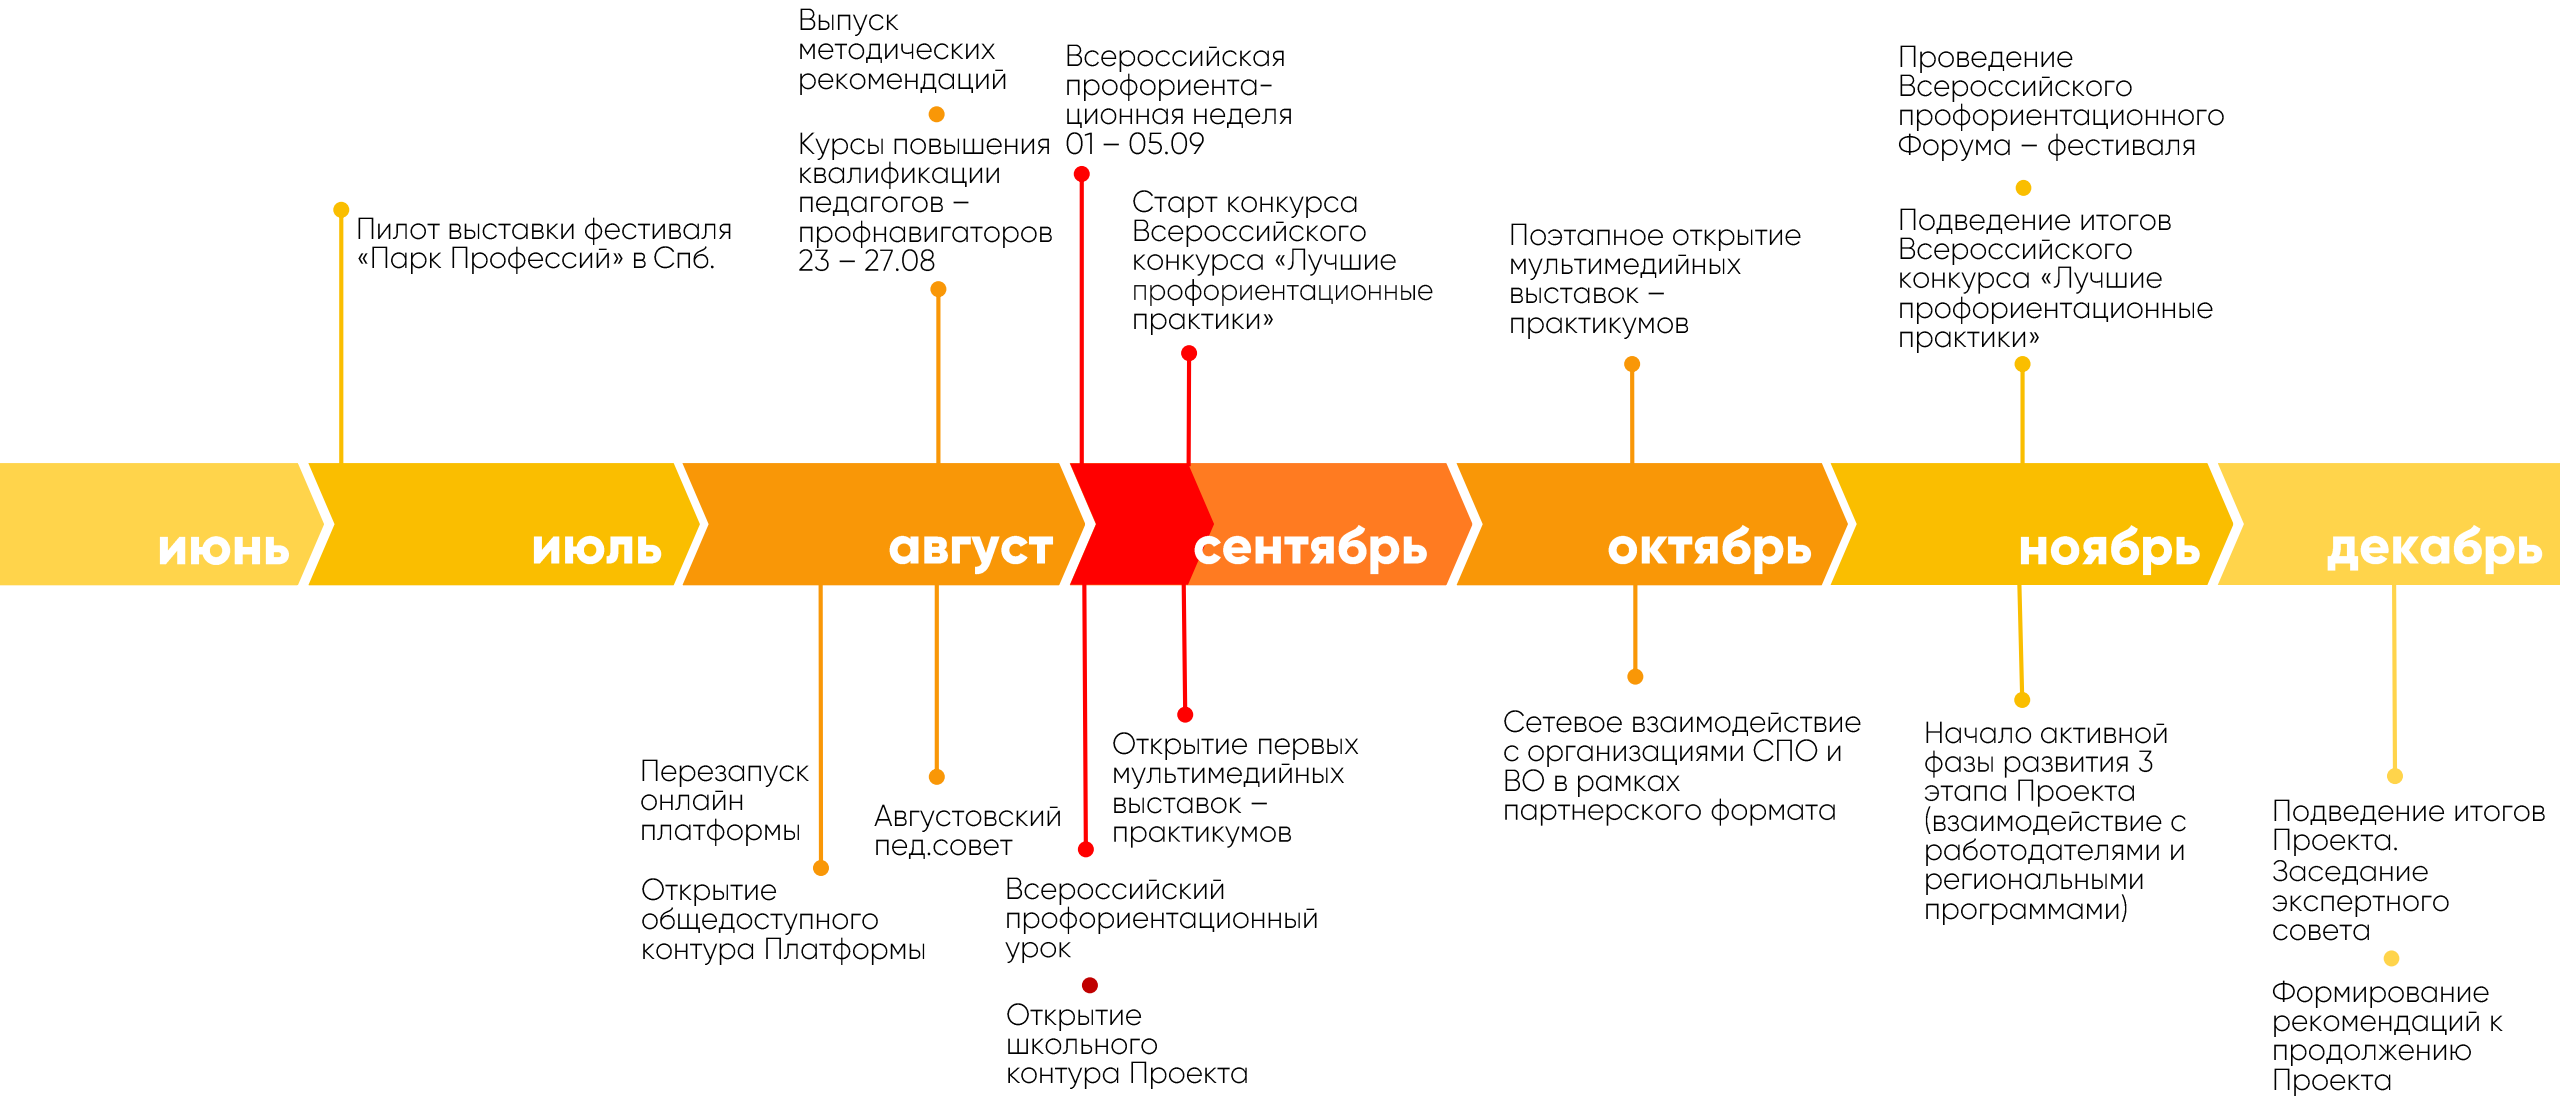 Выпуск
методических
рекомендаций
Курсы повышения
квалификации
педагогов –
профнавигаторов
23 – 27.08
Всероссийская
профориента-
ционная неделя
01 – 05.09
Проведение
Всероссийского
профориентационного
Форума – фестиваля
Пилот выставки фестиваля
«Парк Профессий» в Спб.
Старт конкурса
Всероссийского
конкурса «Лучшие
профориентационные
практики»
Поэтапное открытие
мультимедийных
выставок –
практикумов
Подведение итогов
Всероссийского
конкурса «Лучшие
профориентационные
практики»
июнь
июль
август
сентябрь
октябрь
ноябрь
декабрь
Перезапуск
онлайн
платформы
Открытие
общедоступного
контура Платформы
Августовский
пед.совет
Открытие первых
мультимедийных
выставок –
практикумов
Всероссийский
профориентационный
урок
Открытие
школьного
контура Проекта
Сетевое взаимодействие
с организациями СПО и
ВО в рамках
партнерского формата
Начало активной
фазы развития 3
этапа Проекта
(взаимодействие с
работодателями и
региональными
программами)
Подведение итогов
Проекта.
Заседание
экспертного
совета
Формирование
рекомендаций к
продолжению
Проекта